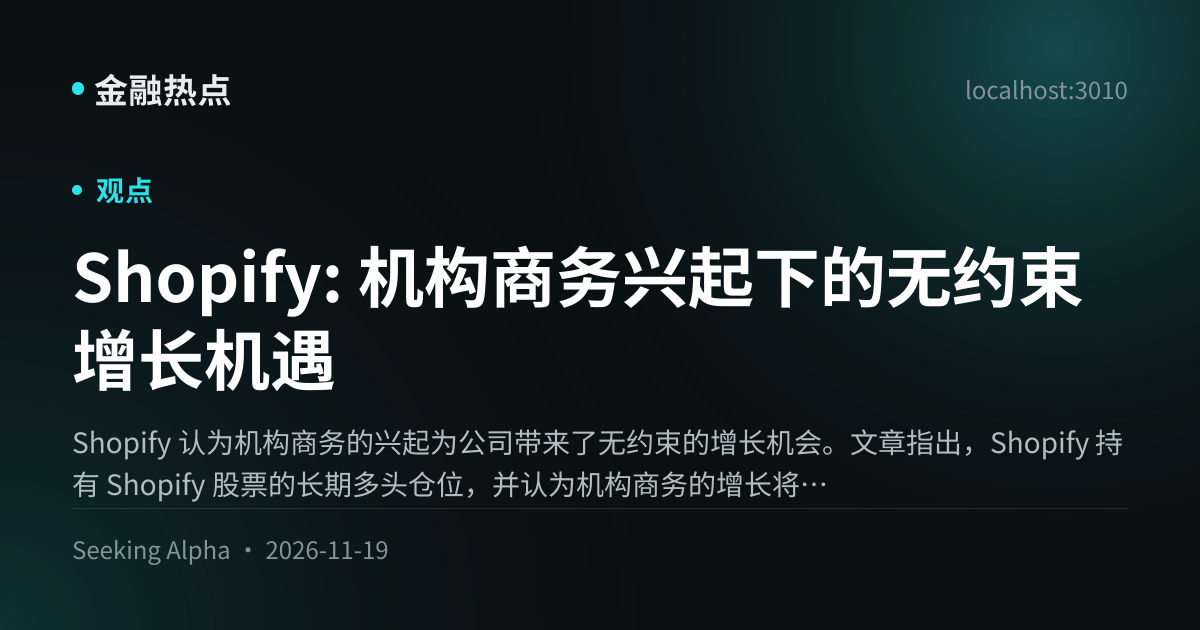 金融热点
localhost:3010
观点
Shopify: 机构商务兴起下的无约束
增长机遇
Shopify 认为机构商务的兴起为公司带来了无约束的增长机会。文章指出，Shopify 持
有 Shopify 股票的长期多头仓位，并认为机构商务的增长将…
Seeking Alpha • 2026-11-19